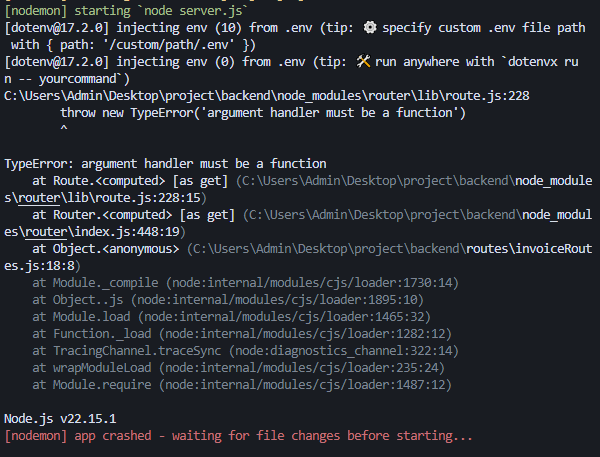 [nodemon] starting `node server.js`
[dotenv@17.2.0] injecting env (10) from .env (tip: ⚙️ specify custom .env file path
 with { path: '/custom/path/.env' })
[dotenv@17.2.0] injecting env (0) from .env (tip: 🛠️ run anywhere with `dotenvx ru
n -- yourcommand`)
C:\Users\Admin\Desktop\project\backend\node_modules\router\lib\route.js:228
        throw new TypeError('argument handler must be a function')
        ^

TypeError: argument handler must be a function
    at Route.<computed> [as get] (C:\Users\Admin\Desktop\project\backend\node_module
s\router\lib\route.js:228:15)
    at Router.<computed> [as get] (C:\Users\Admin\Desktop\project\backend\node_modul
es\router\index.js:448:19)
    at Object.<anonymous> (C:\Users\Admin\Desktop\project\backend\routes\invoiceRout
es.js:18:8)
    at Module._compile (node:internal/modules/cjs/loader:1730:14)
    at Object..js (node:internal/modules/cjs/loader:1895:10)
    at Module.load (node:internal/modules/cjs/loader:1465:32)
    at Function._load (node:internal/modules/cjs/loader:1282:12)
    at TracingChannel.traceSync (node:diagnostics_channel:322:14)
    at wrapModuleLoad (node:internal/modules/cjs/loader:235:24)
    at Module.require (node:internal/modules/cjs/loader:1487:12)

Node.js v22.15.1
[nodemon] app crashed - waiting for file changes before starting...